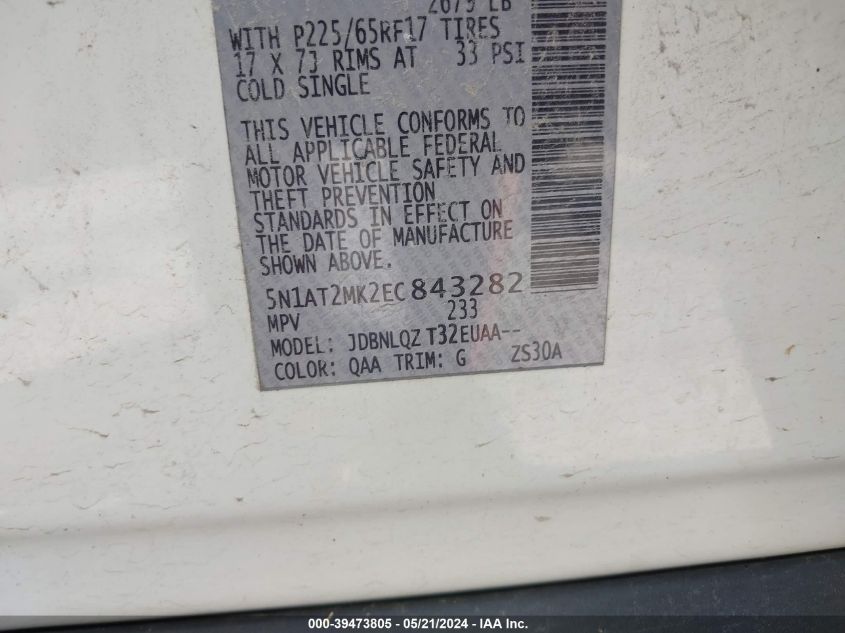 2679 LB
WITH P225/65RF17 TIRES
17 X 7J RIMS AT 33 PSI
COLD SINGLE
THIS VEHICLE CONFORMS TO
ALL APPLICABLE FEDERAL
MOTOR VEHICLE SAFETY AND
THEFT PREVENTION
STANDARDS IN EFFECT ON
THE DATE OF MANUFACTURE
SHOWN ABOVE.
5N1AT2MK2EC843282
MPV 233
MODEL: JDBNLQZ T32EUAA--
COLOR: QAA TRIM: G ZS30A
000-39473805 / 05/21/2024 - IAA Inc.